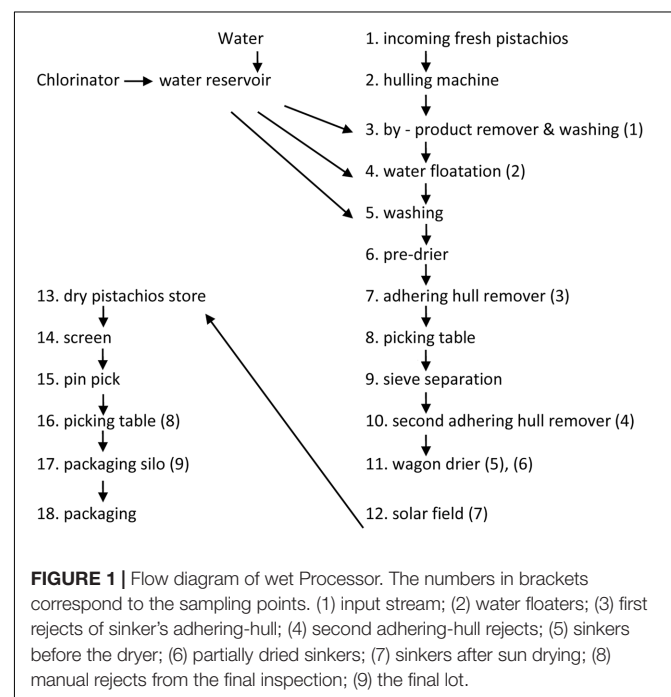 Water
Chlorinator
water reservoir
1. incoming fresh pistachios
2. hulling machine
3. by - product remover & washing (1)
4. water floatation (2)
5. washing
6. pre-drier
7. adhering hull remover (3)
8. picking table
9. sieve separation
10. second adhering hull remover (4)
11. wagon drier (5), (6)
12. solar field (7)
13. dry pistachios store
14. screen
15. pin pick
16. picking table (8)
17. packaging silo (9)
18. packaging
FIGURE 1 | Flow diagram of wet Processor. The numbers in brackets
correspond to the sampling points. (1) input stream; (2) water floaters; (3) first
rejects of sinker's adhering-hull; (4) second adhering-hull rejects; (5) sinkers
before the dryer; (6) partially dried sinkers; (7) sinkers after sun drying; (8)
manual rejects from the final inspection; (9) the final lot.